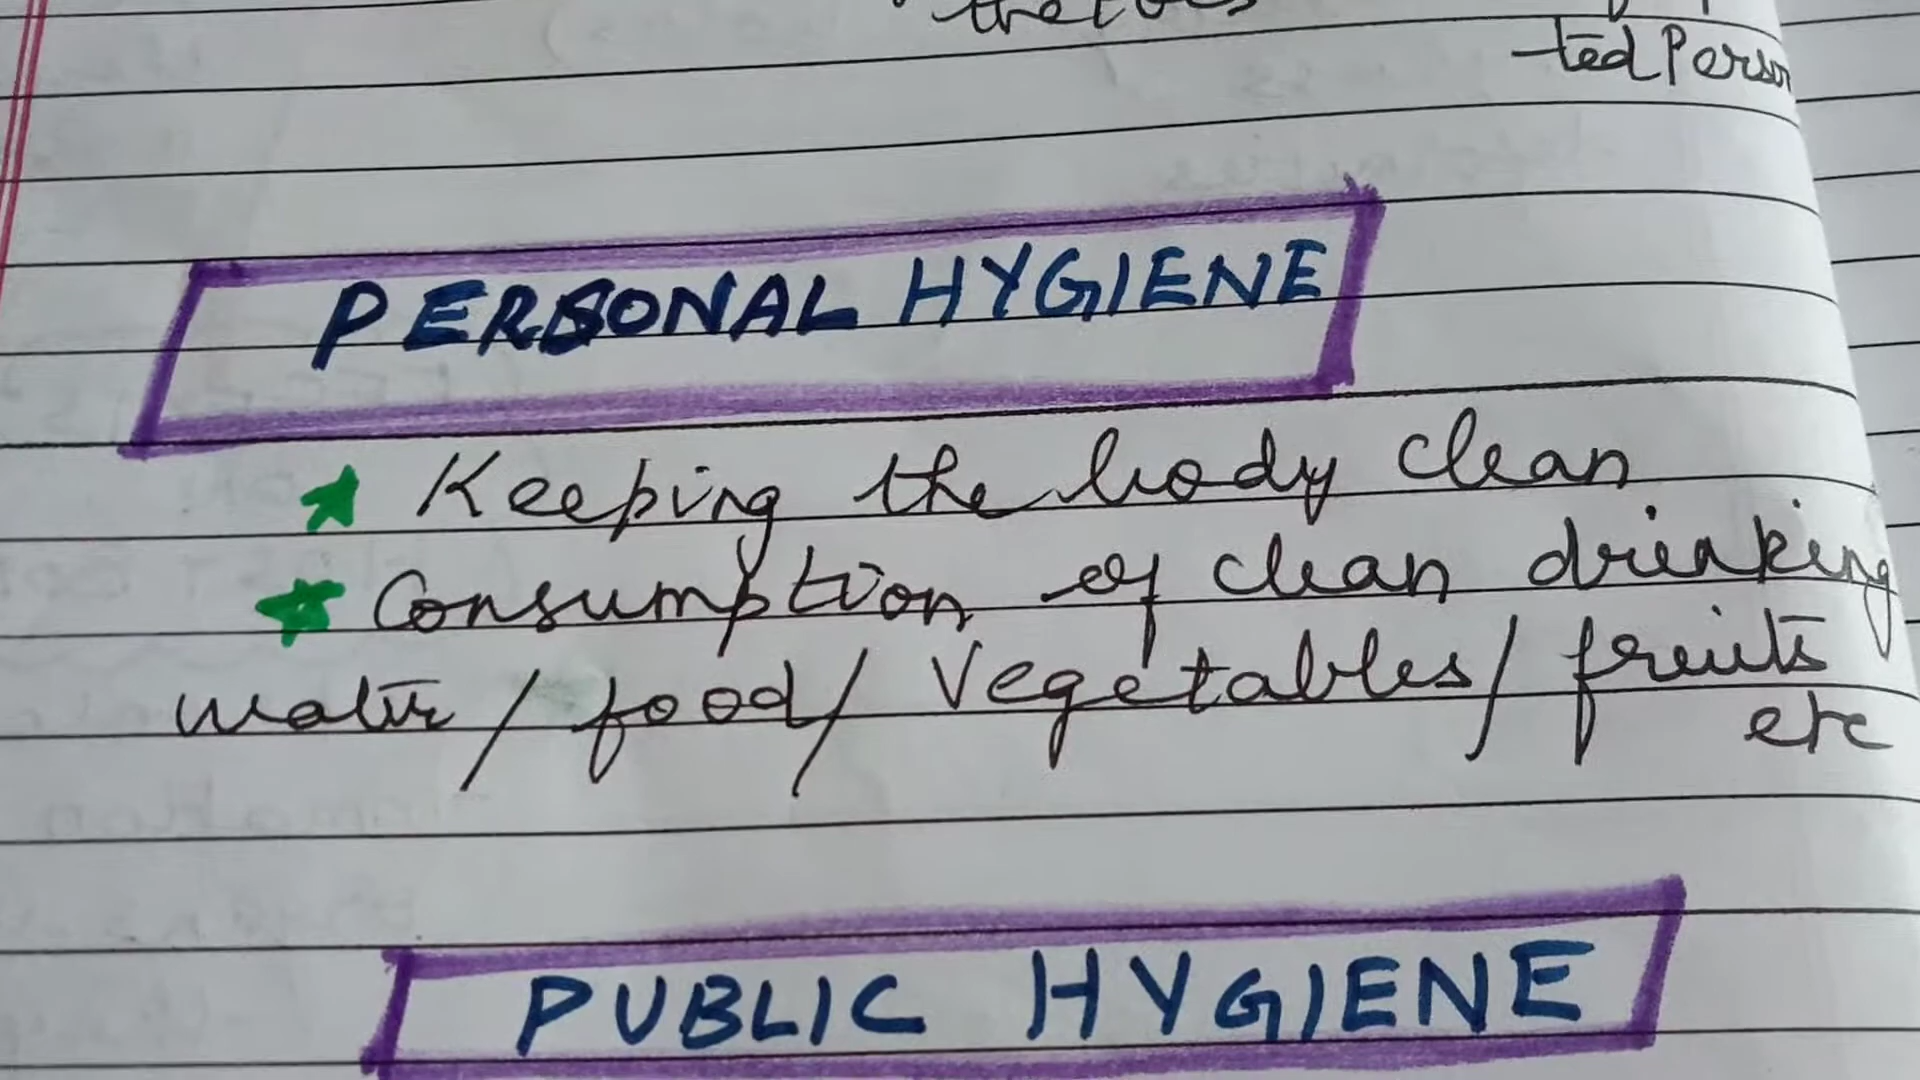 ted Person
PERSONAL HYGIENE
Keeping the body clean
Consumption of clean drinking
water / food / Vegetables / fruits
etc
PUBLIC HYGIENE